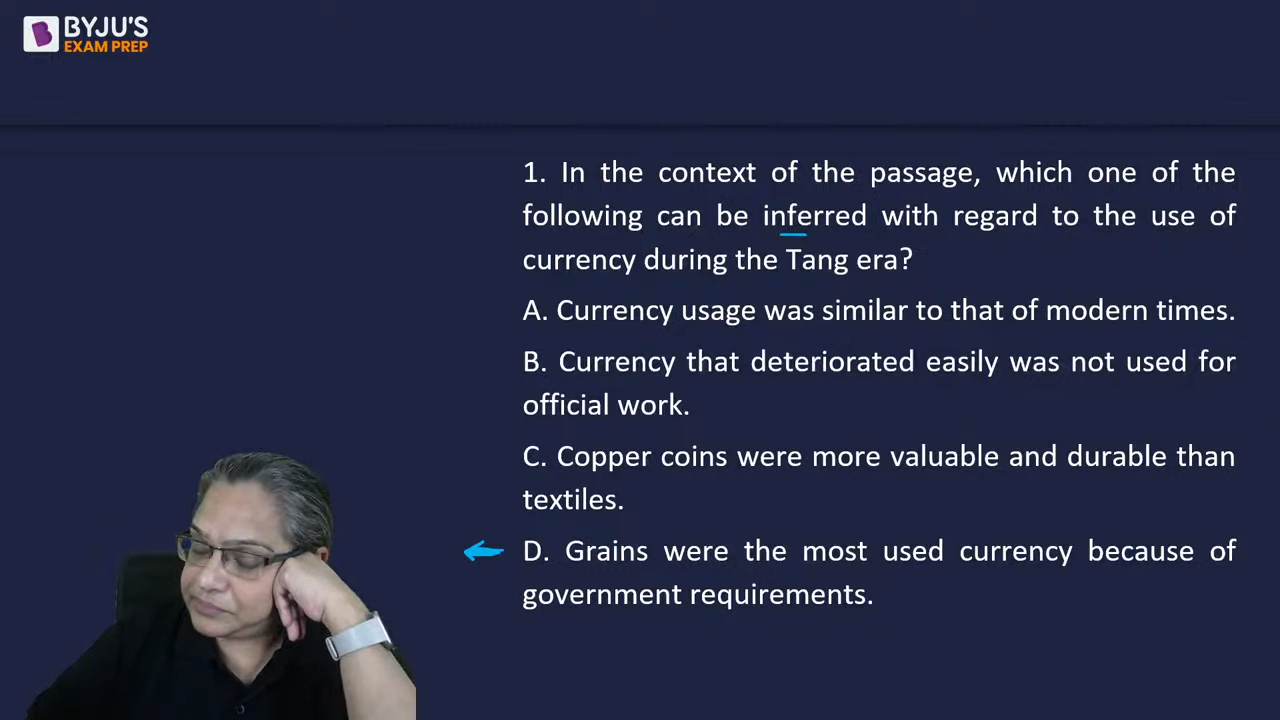 BYJU'S
EXAM PREP
1. In the context of the passage, which one of the
following can be inferred with regard to the use of
currency during the Tang era?
A. Currency usage was similar to that of modern times.
B. Currency that deteriorated easily was not used for
official work.
C. Copper coins were more valuable and durable than
textiles.
D. Grains were the most used currency because of
government requirements.